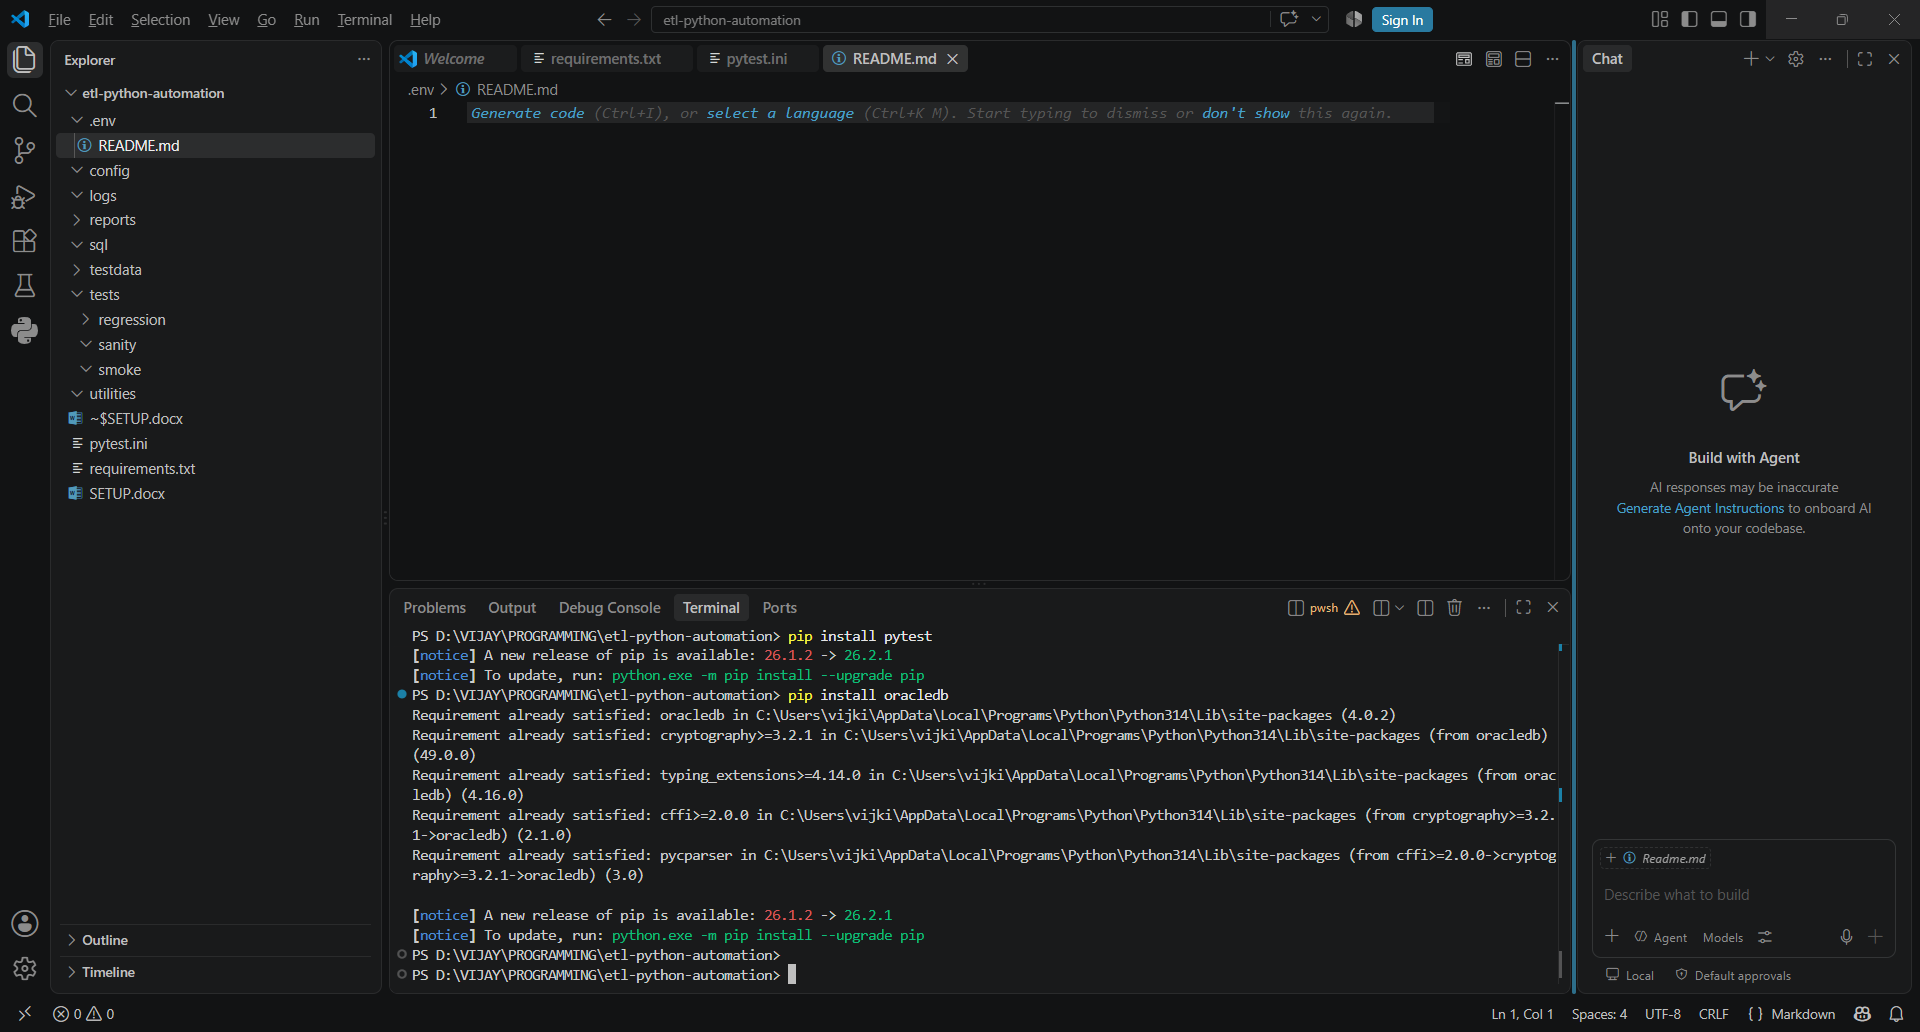 File Edit Selection View Go Run Terminal Help
etl-python-automation
Sign In
Explorer
etl-python-automation
.env
README.md
config
logs
reports
sql
testdata
tests
regression
sanity
smoke
utilities
~$SETUP.docx
pytest.ini
requirements.txt
SETUP.docx
Outline
Timeline
Welcome requirements.txt pytest.ini README.md
.env > README.md
1 Generate code (Ctrl+I), or select a language (Ctrl+K M). Start typing to dismiss or don't show this again.
Problems Output Debug Console Terminal Ports
pwsh
PS D:\VIJAY\PROGRAMMING\etl-python-automation> pip install pytest
[notice] A new release of pip is available: 26.1.2 -> 26.2.1
[notice] To update, run: python.exe -m pip install --upgrade pip
PS D:\VIJAY\PROGRAMMING\etl-python-automation> pip install oracledb
Requirement already satisfied: oracledb in C:\Users\vijki\AppData\Local\Programs\Python\Python314\Lib\site-packages (4.0.2)
Requirement already satisfied: cryptography>=3.2.1 in C:\Users\vijki\AppData\Local\Programs\Python\Python314\Lib\site-packages (from oracledb)
(49.0.0)
Requirement already satisfied: typing_extensions>=4.14.0 in C:\Users\vijki\AppData\Local\Programs\Python\Python314\Lib\site-packages (from orac
ledb) (4.16.0)
Requirement already satisfied: cffi>=2.0.0 in C:\Users\vijki\AppData\Local\Programs\Python\Python314\Lib\site-packages (from cryptography>=3.2.
1->oracledb) (2.1.0)
Requirement already satisfied: pycparser in C:\Users\vijki\AppData\Local\Programs\Python\Python314\Lib\site-packages (from cffi>=2.0.0->cryptog
raphy>=3.2.1->oracledb) (3.0)
[notice] A new release of pip is available: 26.1.2 -> 26.2.1
[notice] To update, run: python.exe -m pip install --upgrade pip
PS D:\VIJAY\PROGRAMMING\etl-python-automation>
PS D:\VIJAY\PROGRAMMING\etl-python-automation>
Chat
Build with Agent
AI responses may be inaccurate
Generate Agent Instructions to onboard AI
onto your codebase.
Readme.md
Describe what to build
Agent Models
Local Default approvals
0 0
Ln 1, Col 1 Spaces: 4 UTF-8 CRLF { } Markdown